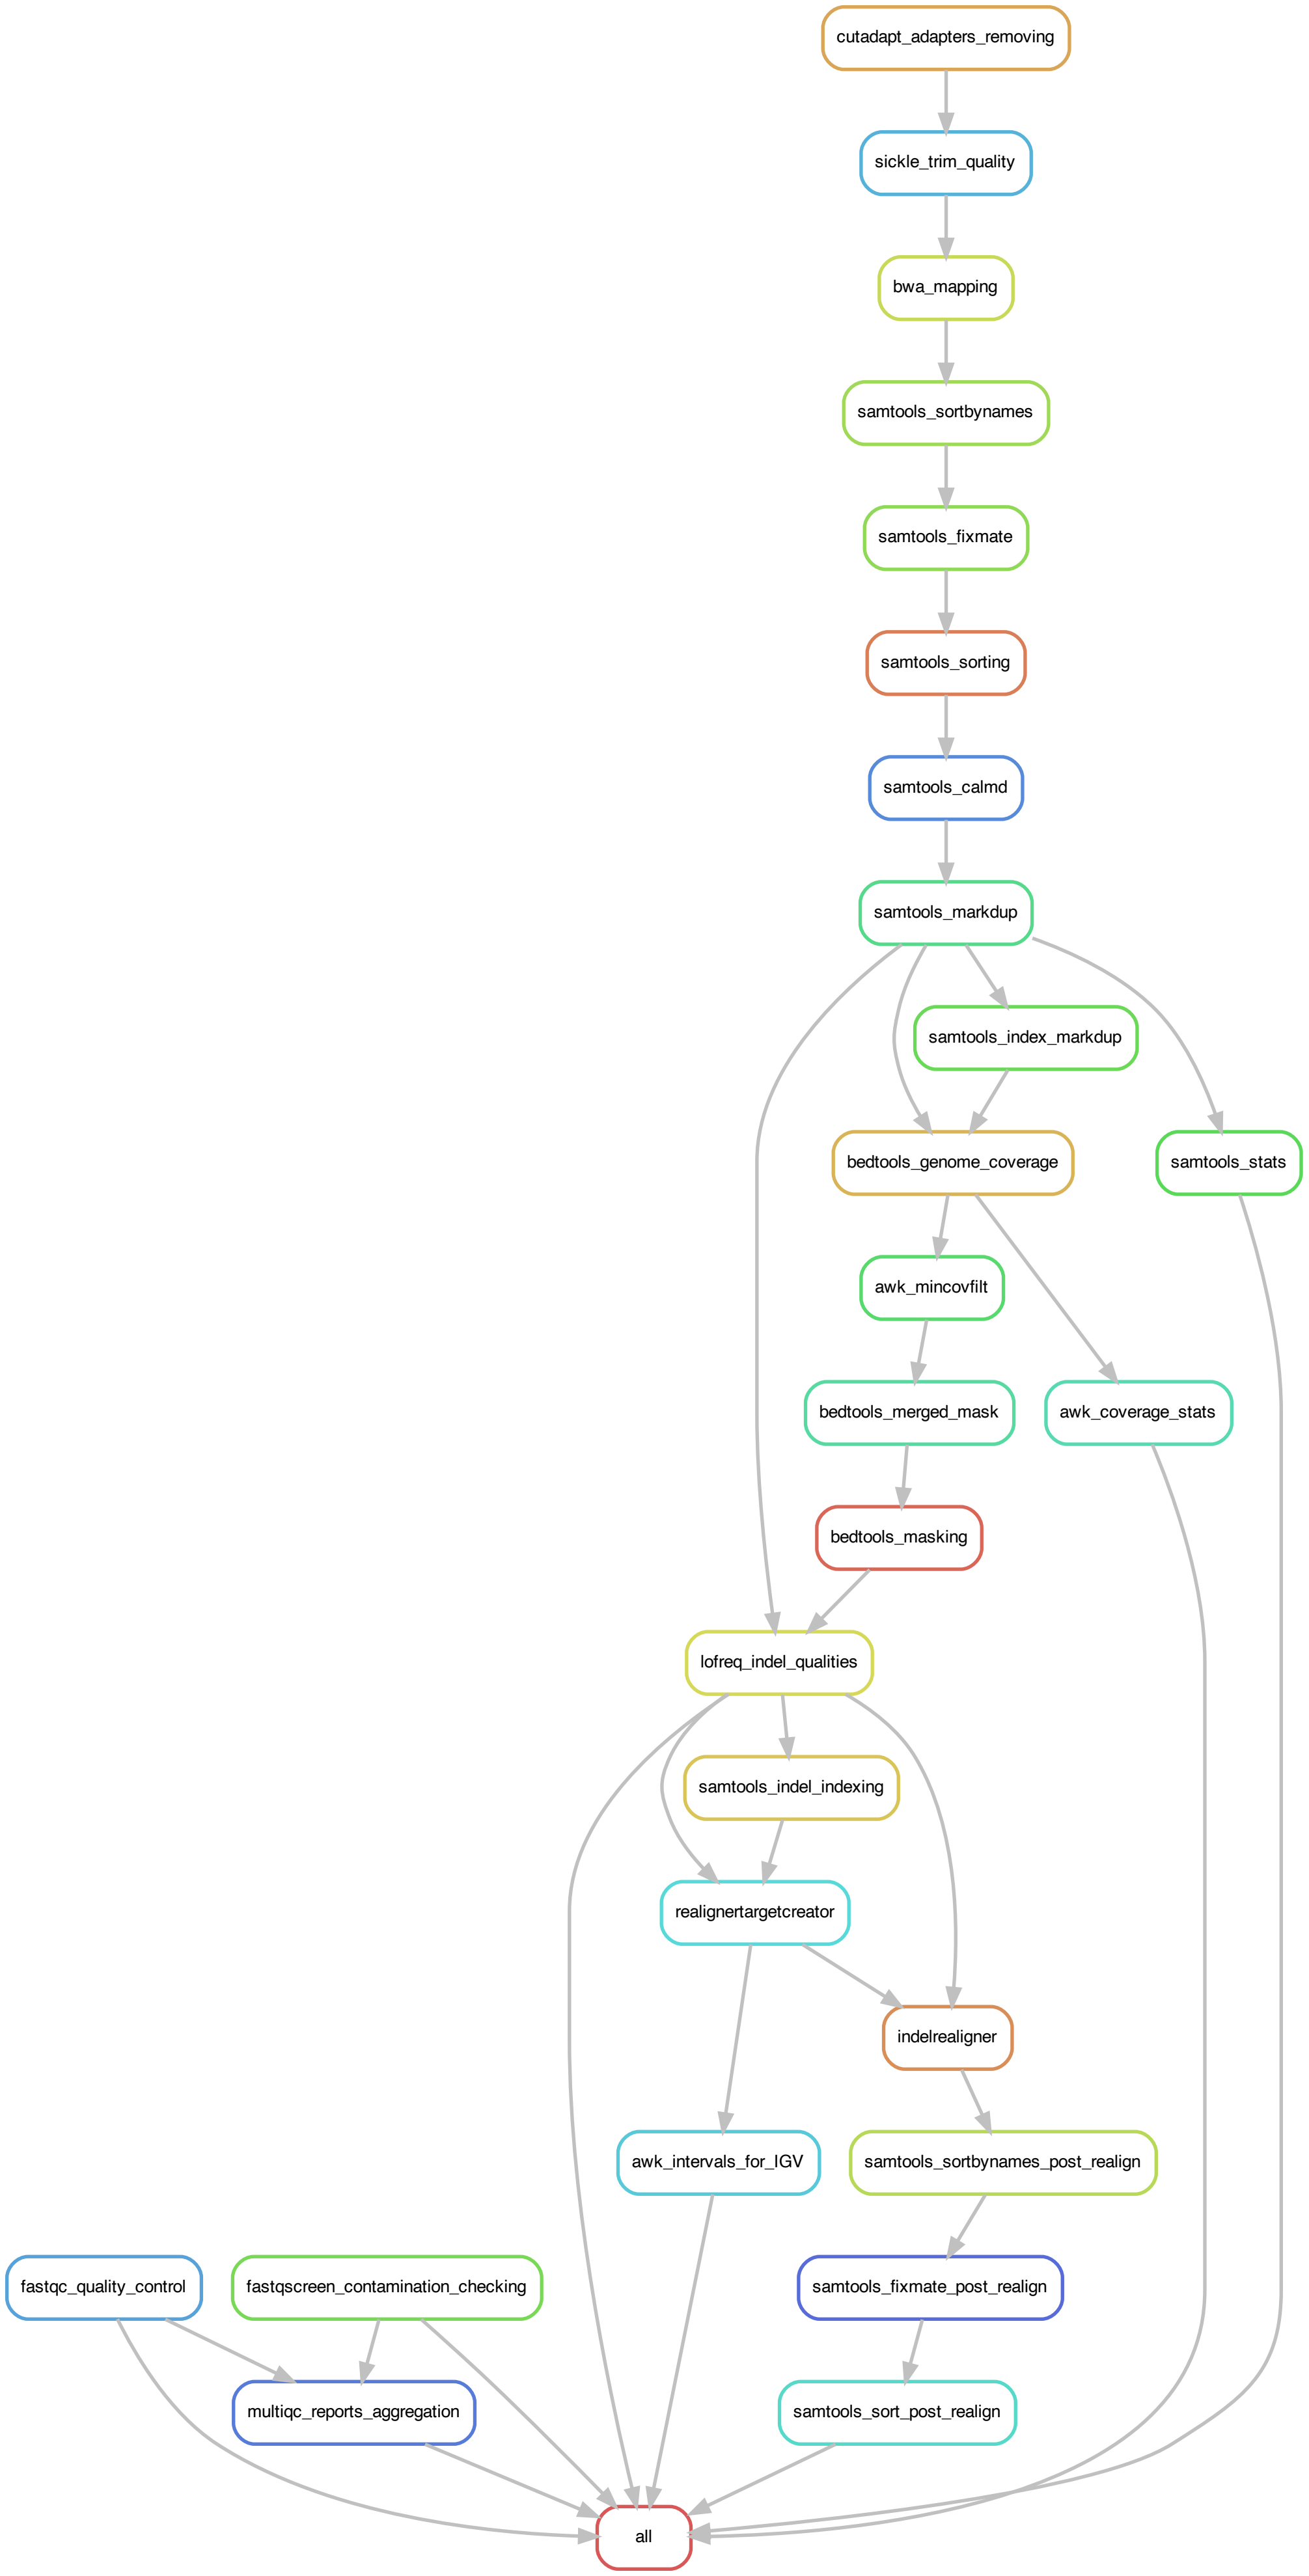 cutadapt_adapters_removing
sickle_trim_quality
bwa_mapping
samtools_sortbynames
samtools_fixmate
samtools_sorting
samtools_calmd
samtools_markdup
samtools_index_markdup
bedtools_genome_coverage
samtools_stats
awk_mincovfilt
bedtools_merged_mask
awk_coverage_stats
bedtools_masking
lofreq_indel_qualities
samtools_indel_indexing
realignertargetcreator
indelrealigner
awk_intervals_for_IGV
samtools_sortbynames_post_realign
fastqc_quality_control
fastqscreen_contamination_checking
samtools_fixmate_post_realign
multiqc_reports_aggregation
samtools_sort_post_realign
all